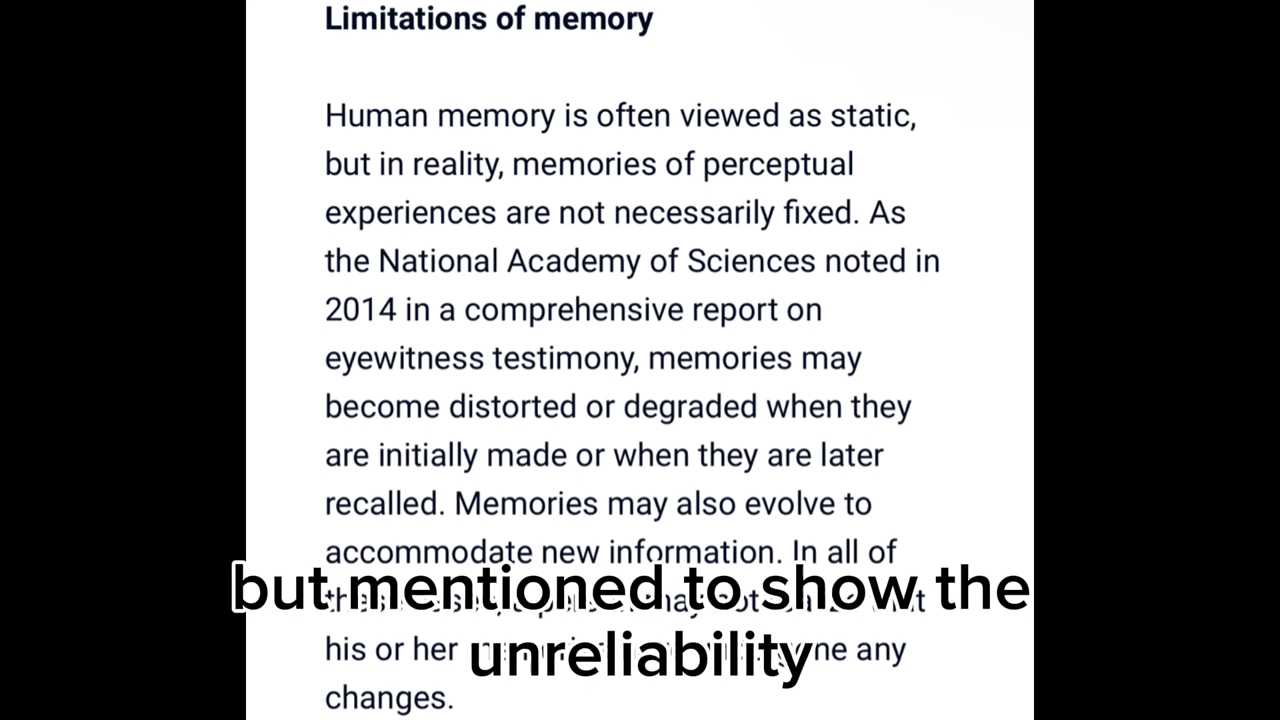 Limitations of memory
Human memory is often viewed as static,
but in reality, memories of perceptual
experiences are not necessarily fixed. As
the National Academy of Sciences noted in
2014 in a comprehensive report on
eyewitness testimony, memories may
become distorted or degraded when they
are initially made or when they are later
recalled. Memories may also evolve to
accommodate new information. In all of
but mentioned to show the
his or her any
unreliability
changes.